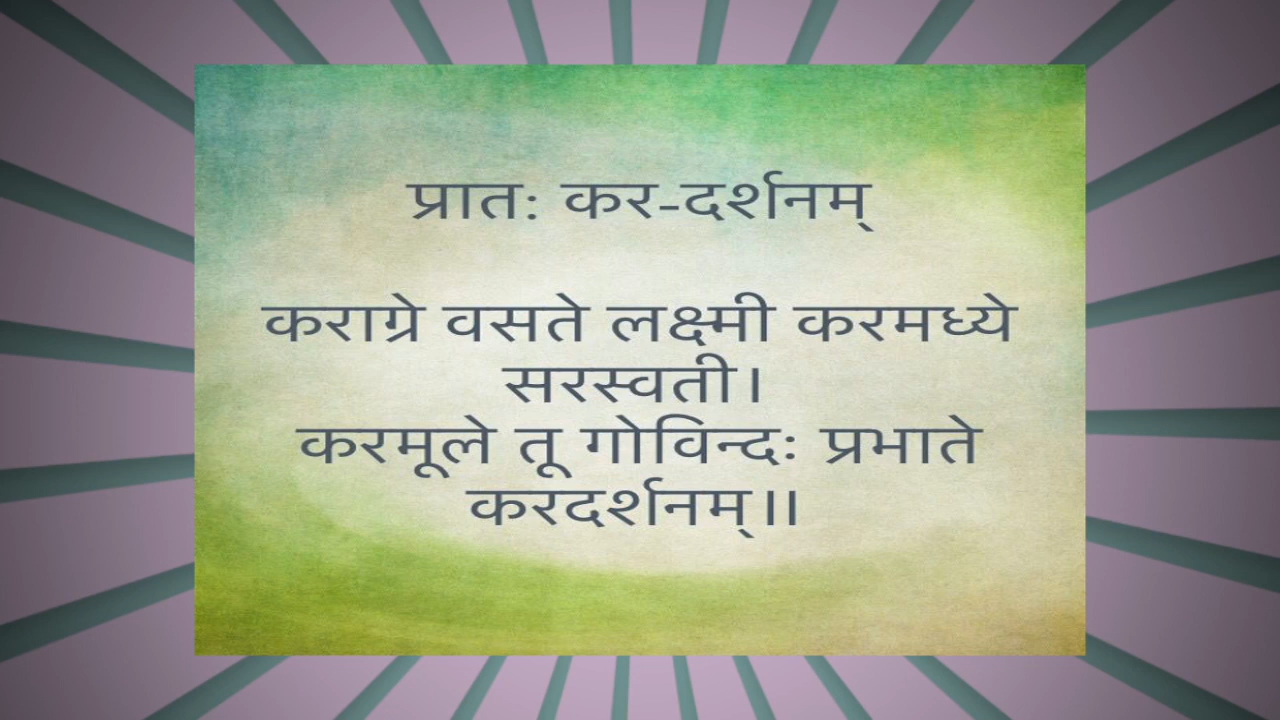 प्रात: कर-दर्शनम्
कराग्रे वसते लक्ष्मी करमध्ये
सरस्वती।
करमूले तू गोविन्दः प्रभाते
करदर्शनम्॥